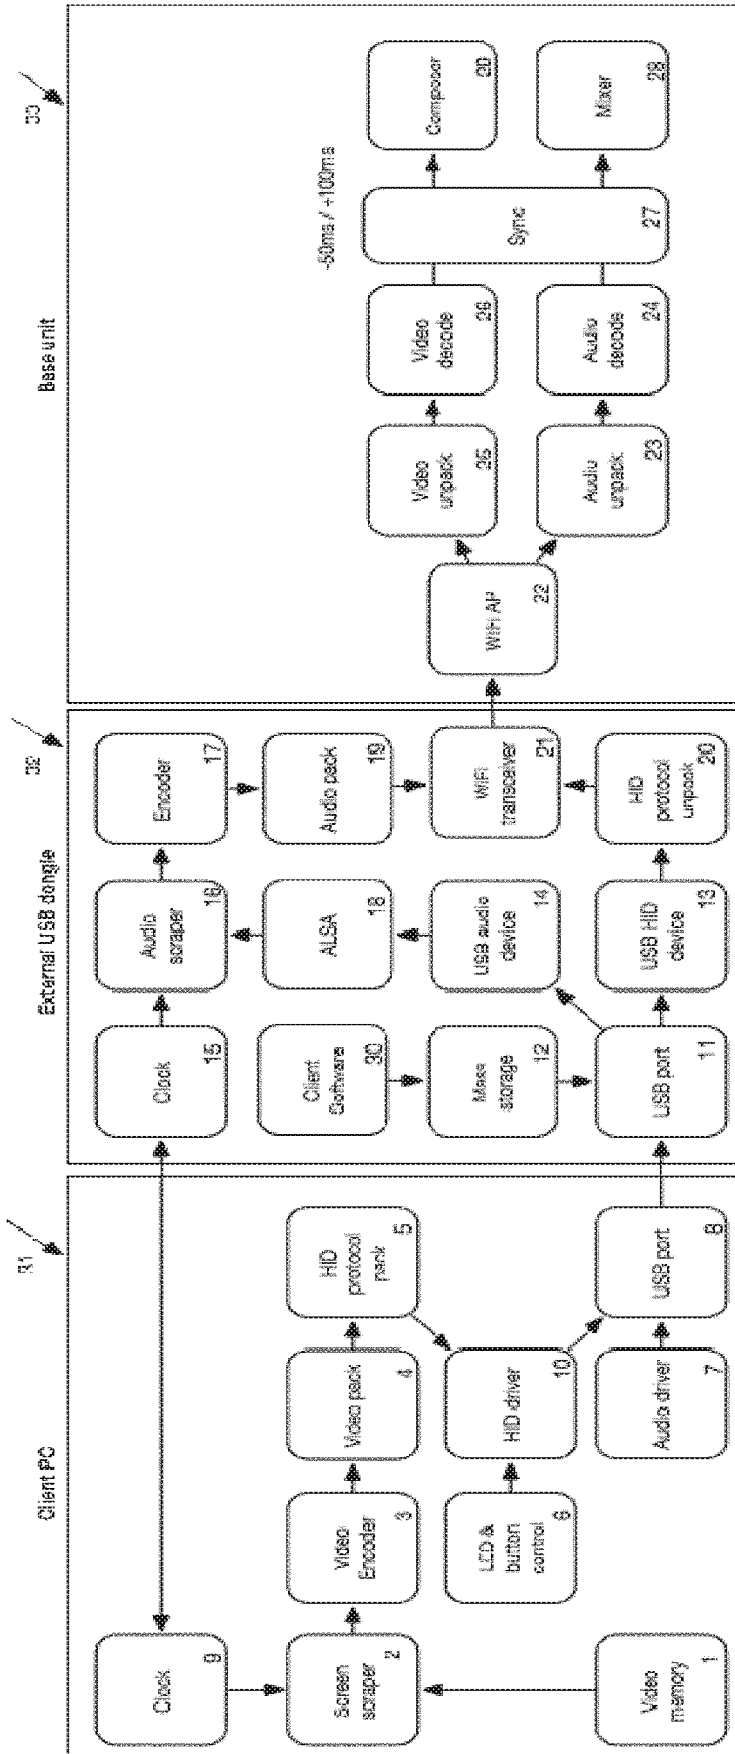 Client PC
31
Clock
9
Screen
scraper
2
Video
memory
1
Video
Encoder
3
LED &
button
control
6
Video pack
4
HID driver
10
Audio driver
7
HID
protocol
pack
5
USB port
8
External USB dongle
32
Clock
15
Client
Software
30
Mass
storage
12
USB port
11
Audio
scraper
16
ALSA
18
USB audio
device
14
USB HID
device
13
Encoder
17
Audio pack
19
WiFi
transceiver
21
HID
protocol
unpack
20
Base unit
33
WiFi AP
22
Video
unpack
25
Audio
unpack
23
Video
decode
26
Audio
decode
24
-50ms / +100ms
Sync
27
Composer
Mixer
28